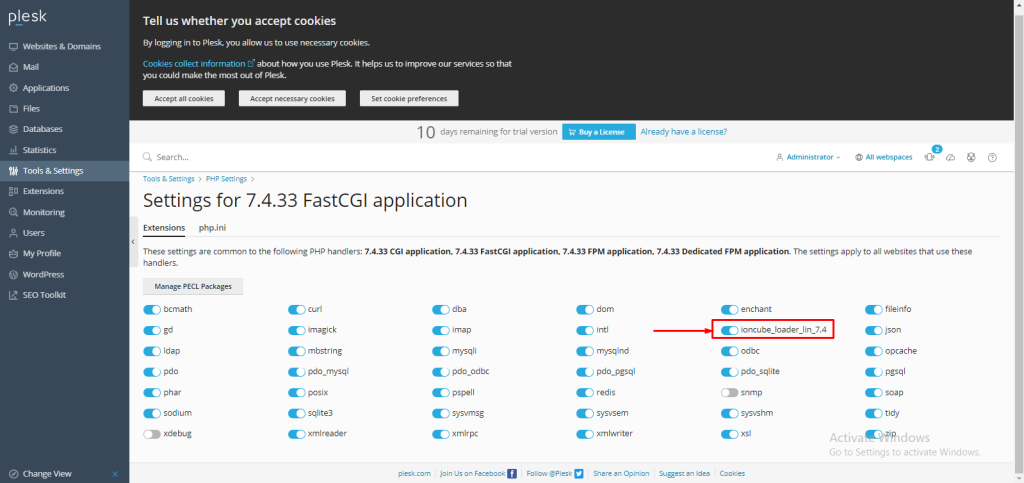 plesk
Websites & Domains
Mail
Applications
Files
Databases
Statistics
Tools & Settings
Extensions
Monitoring
Users
My Profile
WordPress
SEO Toolkit
Change View
Tell us whether you accept cookies
By logging in to Plesk, you allow us to use necessary cookies.
Cookies collect information about how you use Plesk. It helps us to improve our services so that
you could make the most out of Plesk.
Accept all cookies Accept necessary cookies Set cookie preferences
10 days remaining for trial version Buy a License Already have a license?
Search... Administrator All webspaces 2
Tools & Settings > PHP Settings >
Settings for 7.4.33 FastCGI application
Extensions php.ini
These settings are common to the following PHP handlers: 7.4.33 CGI application, 7.4.33 FastCGI application, 7.4.33 FPM application, 7.4.33 Dedicated FPM application. The settings apply to all websites that use these
handlers.
Manage PECL Packages
bcmath curl dba dom enchant fileinfo
gd imagick imap intl ioncube_loader_lin_7.4 json
ldap mbstring mysqli mysqlnd odbc opcache
pdo pdo_mysql pdo_odbc pdo_pgsql pdo_sqlite pgsql
phar posix pspell redis snmp soap
sodium sqlite3 sysvmsg sysvsem sysvshm tidy
xdebug xmlreader xmlrpc xmlwriter xsl zip
Activate Windows
Go to Settings to activate Windows.
plesk.com Join Us on Facebook Follow @Plesk Share an Opinion Suggest an Idea Cookies